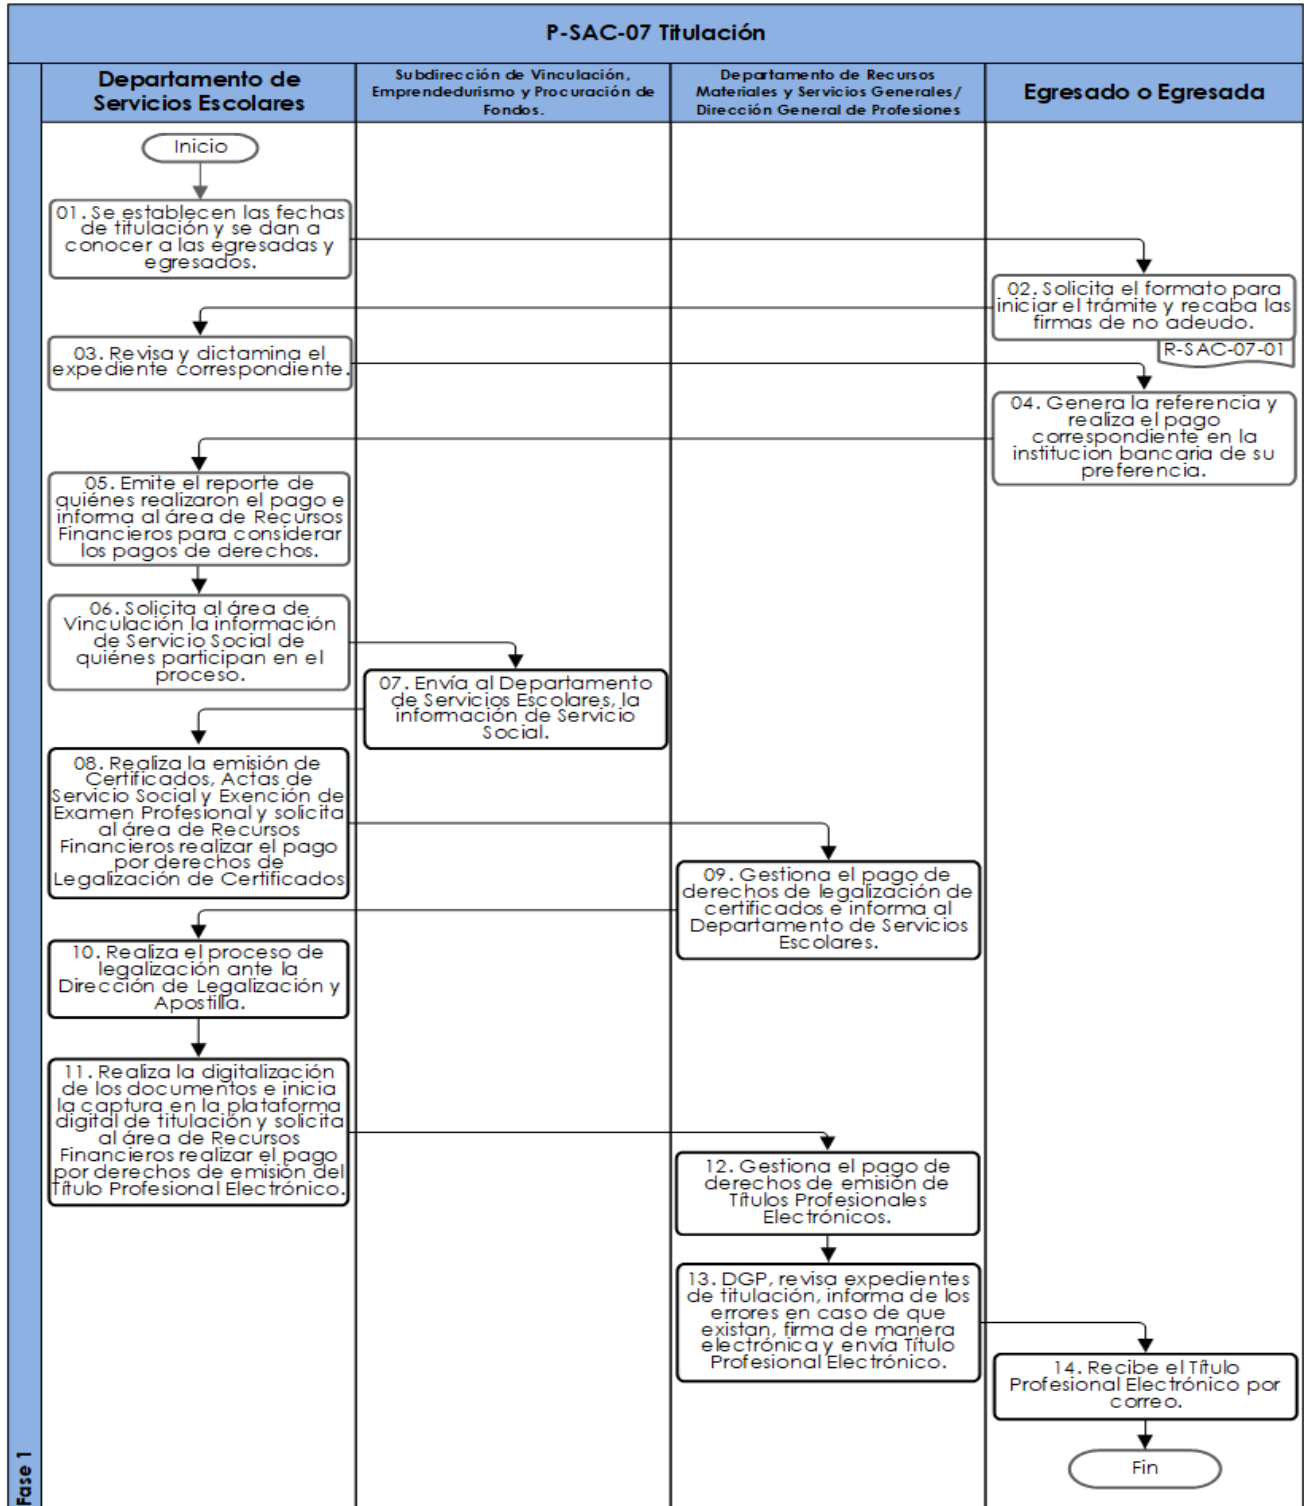 P-SAC-07 Titulación
Departamento de
Servicios Escolares
Subdirección de Vinculación,
Emprendedurismo y Procuración de
Fondos.
Departamento de Recursos
Materiales y Servicios Generales/
Dirección General de Profesiones
Egresado o Egresada
Inicio
01. Se establecen las fechas
de titulación y se dan a
conocer a las egresadas y
egresados.
02. Solicita el formato para
iniciar el trámite y recaba las
firmas de no adeudo.
R-SAC-07-01
03. Revisa y dictamina el
expediente correspondiente.
04. Genera la referencia y
realiza el pago
correspondiente en la
institución bancaria de su
preferencia.
05. Emite el reporte de
quiénes realizaron el pago e
informa al área de Recursos
Financieros para considerar
los pagos de derechos.
06. Solicita al área de
Vinculación la información
de Servicio Social de
quiénes participan en el
proceso.
07. Envía al Departamento
de Servicios Escolares, la
información de Servicio
Social.
08. Realiza la emisión de
Certificados, Actas de
Servicio Social y Exención de
Examen Profesional y solicita
al área de Recursos
Financieros realizar el pago
por derechos de
Legalización de Certificados
09. Gestiona el pago de
derechos de legalización de
certificados e informa al
Departamento de Servicios
Escolares.
10. Realiza el proceso de
legalización ante la
Dirección de Legalización y
Apostilla.
11. Realiza la digitalización
de los documentos e inicia
la captura en la plataforma
digital de titulación y solicita
al área de Recursos
Financieros realizar el pago
por derechos de emisión del
Título Profesional Electrónico.
12. Gestiona el pago de
derechos de emisión de
Títulos Profesionales
Electrónicos.
13. DGP, revisa expedientes
de titulación, informa de los
errores en caso de que
existan, firma de manera
electrónica y envía Título
Profesional Electrónico.
14. Recibe el Título
Profesional Electrónico por
correo.
Fin
Fase 1